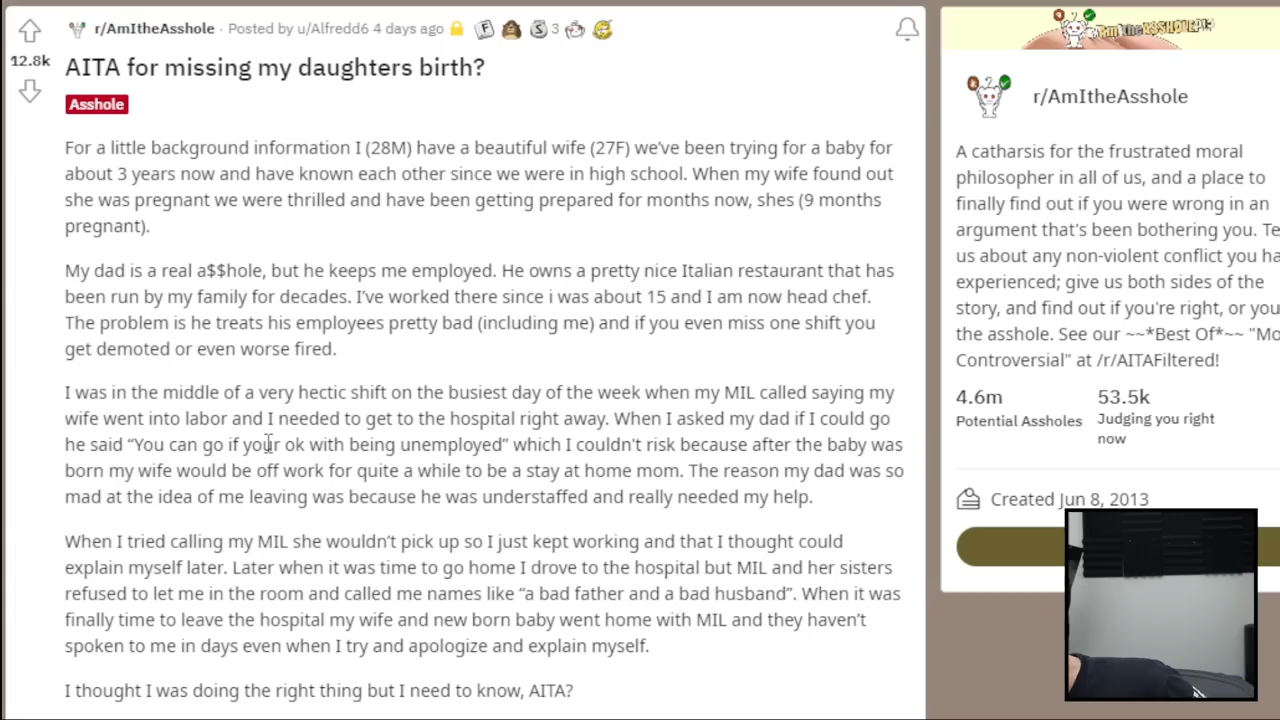 r/AmItheAsshole · Posted by u/Alfredd6 4 days ago
3
12.8k
AITA for missing my daughters birth?
Asshole
For a little background information I (28M) have a beautiful wife (27F) we’ve been trying for a baby for
about 3 years now and have known each other since we were in high school. When my wife found out
she was pregnant we were thrilled and have been getting prepared for months now, shes (9 months
pregnant).
My dad is a real a$$hole, but he keeps me employed. He owns a pretty nice Italian restaurant that has
been run by my family for decades. I’ve worked there since i was about 15 and I am now head chef.
The problem is he treats his employees pretty bad (including me) and if you even miss one shift you
get demoted or even worse fired.
I was in the middle of a very hectic shift on the busiest day of the week when my MIL called saying my
wife went into labor and I needed to get to the hospital right away. When I asked my dad if I could go
he said “You can go if your ok with being unemployed” which I couldn’t risk because after the baby was
born my wife would be off work for quite a while to be a stay at home mom. The reason my dad was so
mad at the idea of me leaving was because he was understaffed and really needed my help.
When I tried calling my MIL she wouldn’t pick up so I just kept working and that I thought could
explain myself later. Later when it was time to go home I drove to the hospital but MIL and her sisters
refused to let me in the room and called me names like “a bad father and a bad husband”. When it was
finally time to leave the hospital my wife and new born baby went home with MIL and they haven’t
spoken to me in days even when I try and apologize and explain myself.
I thought I was doing the right thing but I need to know, AITA?
r/AmItheAsshole
A catharsis for the frustrated moral
philosopher in all of us, and a place to
finally find out if you were wrong in an
argument that's been bothering you. Te
us about any non-violent conflict you ha
experienced; give us both sides of the
story, and find out if you're right, or you
the asshole. See our ~~*Best Of*~~ "Mo
Controversial" at /r/AITAFiltered!
4.6m
Potential Assholes
53.5k
Judging you right
now
Created Jun 8, 2013